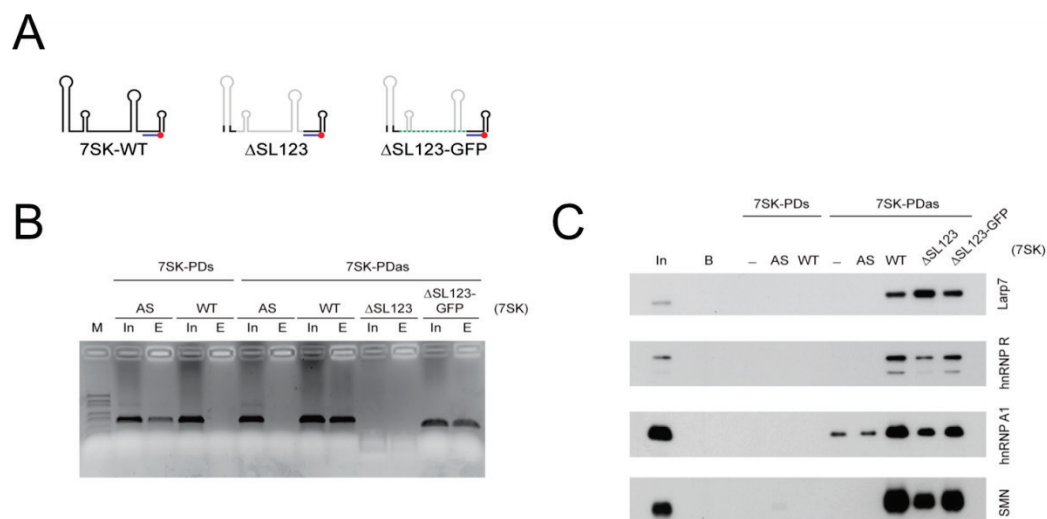 A
7SK-WT
ΔSL123
ΔSL123-GFP
B
7SK-PDs 7SK-PDas
AS WT AS WT ΔSL123 ΔSL123-GFP (7SK)
M In E In E In E In E In E In E
C
7SK-PDs 7SK-PDas
In B – AS WT – AS WT ΔSL123 ΔSL123-GFP (7SK)
Larp7
hnRNP R
hnRNP A1
SMN